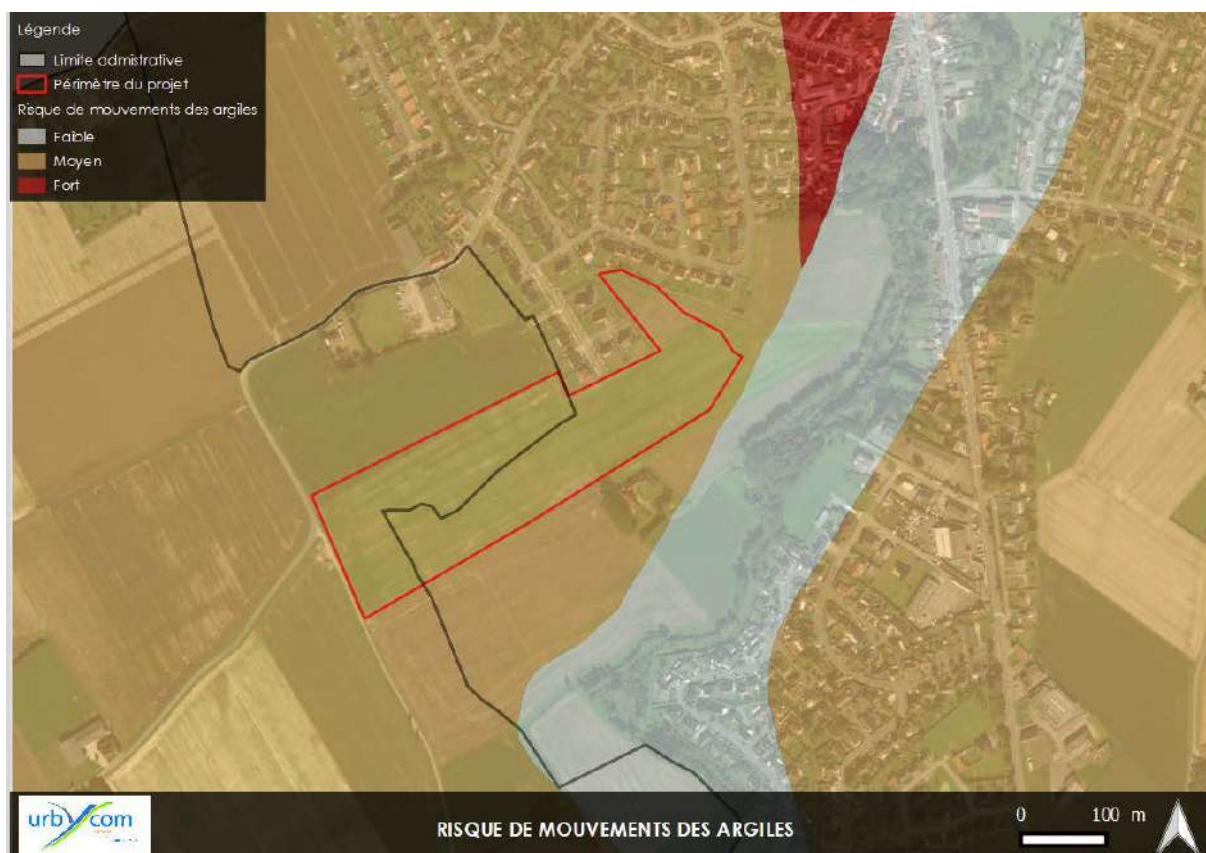 Légende
Limite admistrative
Périmètre du projet
Risque de mouvements des argiles
Faible
Moyen
Fort
urbycom
RISQUE DE MOUVEMENTS DES ARGILES
0 100 m